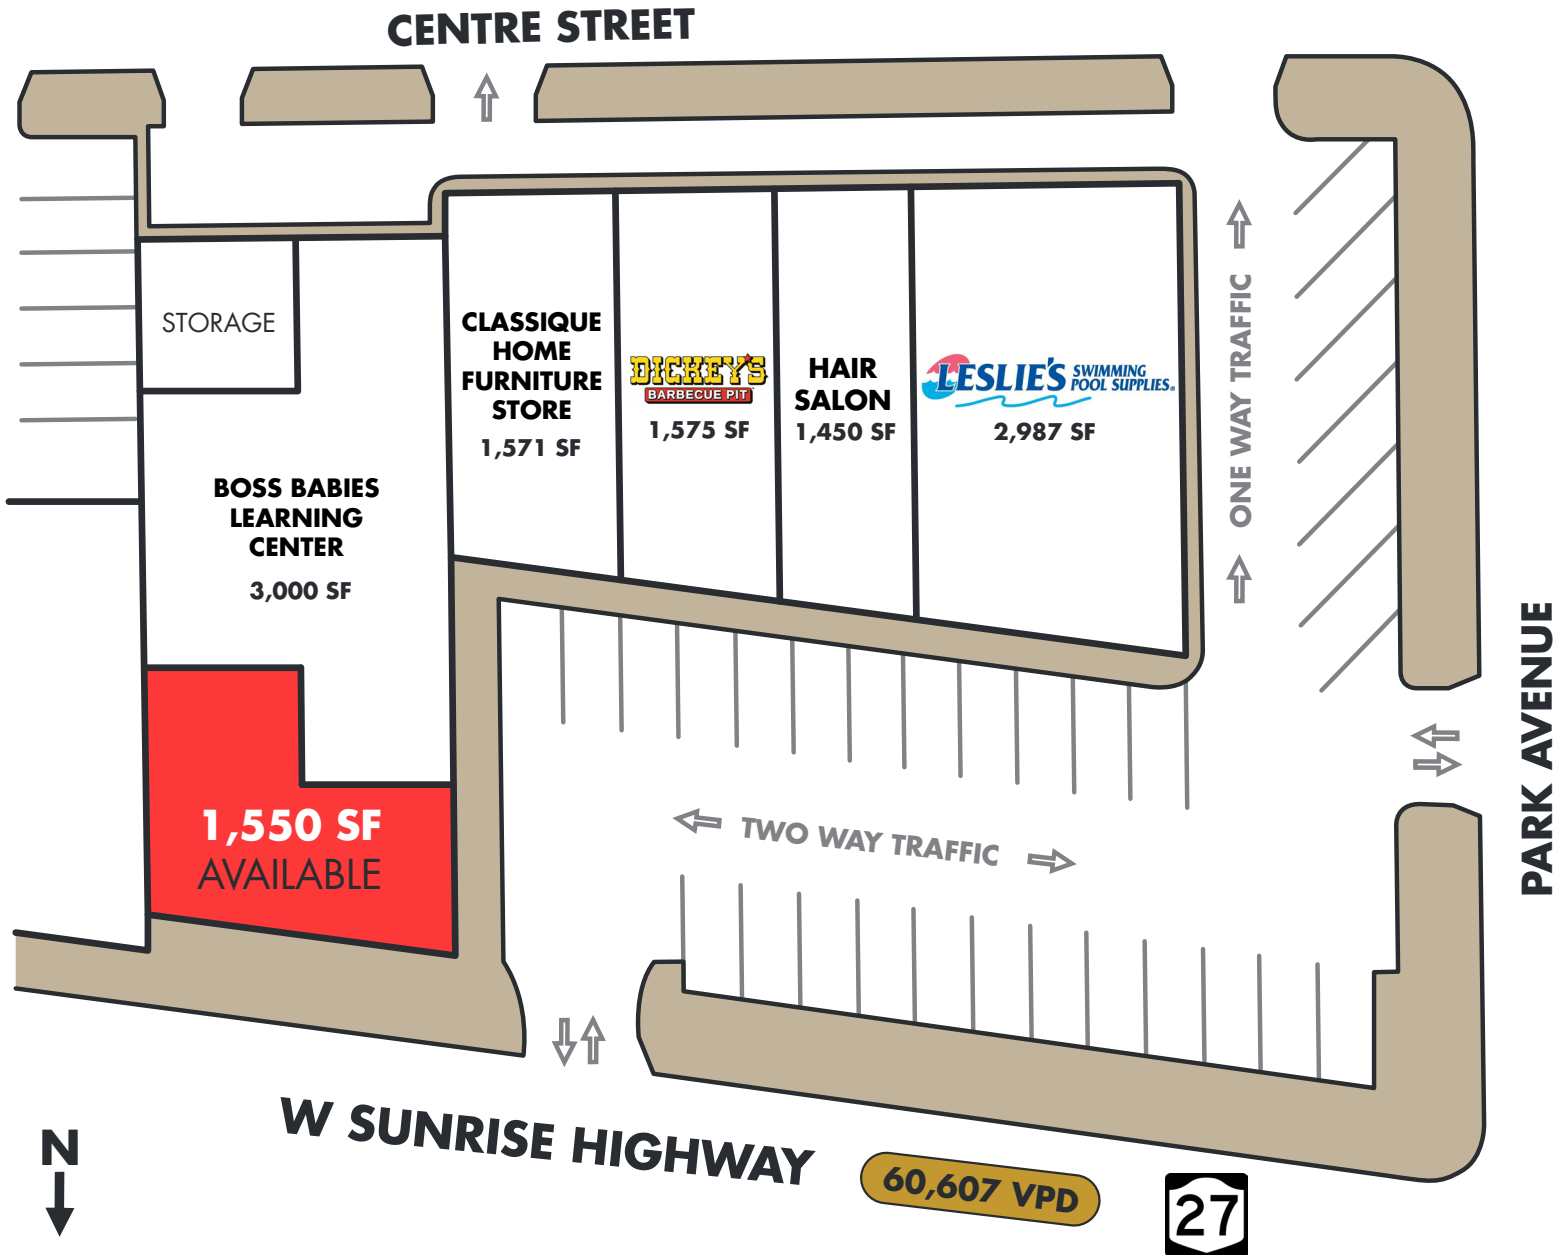 CENTRE STREET
STORAGE
CLASSIQUE
HOME
FURNITURE
STORE
1,571 SF
DICKEY'S
BARBECUE PIT
1,575 SF
HAIR
SALON
1,450 SF
LESLIE'S SWIMMING
POOL SUPPLIES®
2,987 SF
ONE WAY TRAFFIC
BOSS BABIES
LEARNING
CENTER
3,000 SF
PARK AVENUE
1,550 SF
AVAILABLE
TWO WAY TRAFFIC
W SUNRISE HIGHWAY
60,607 VPD
27
N